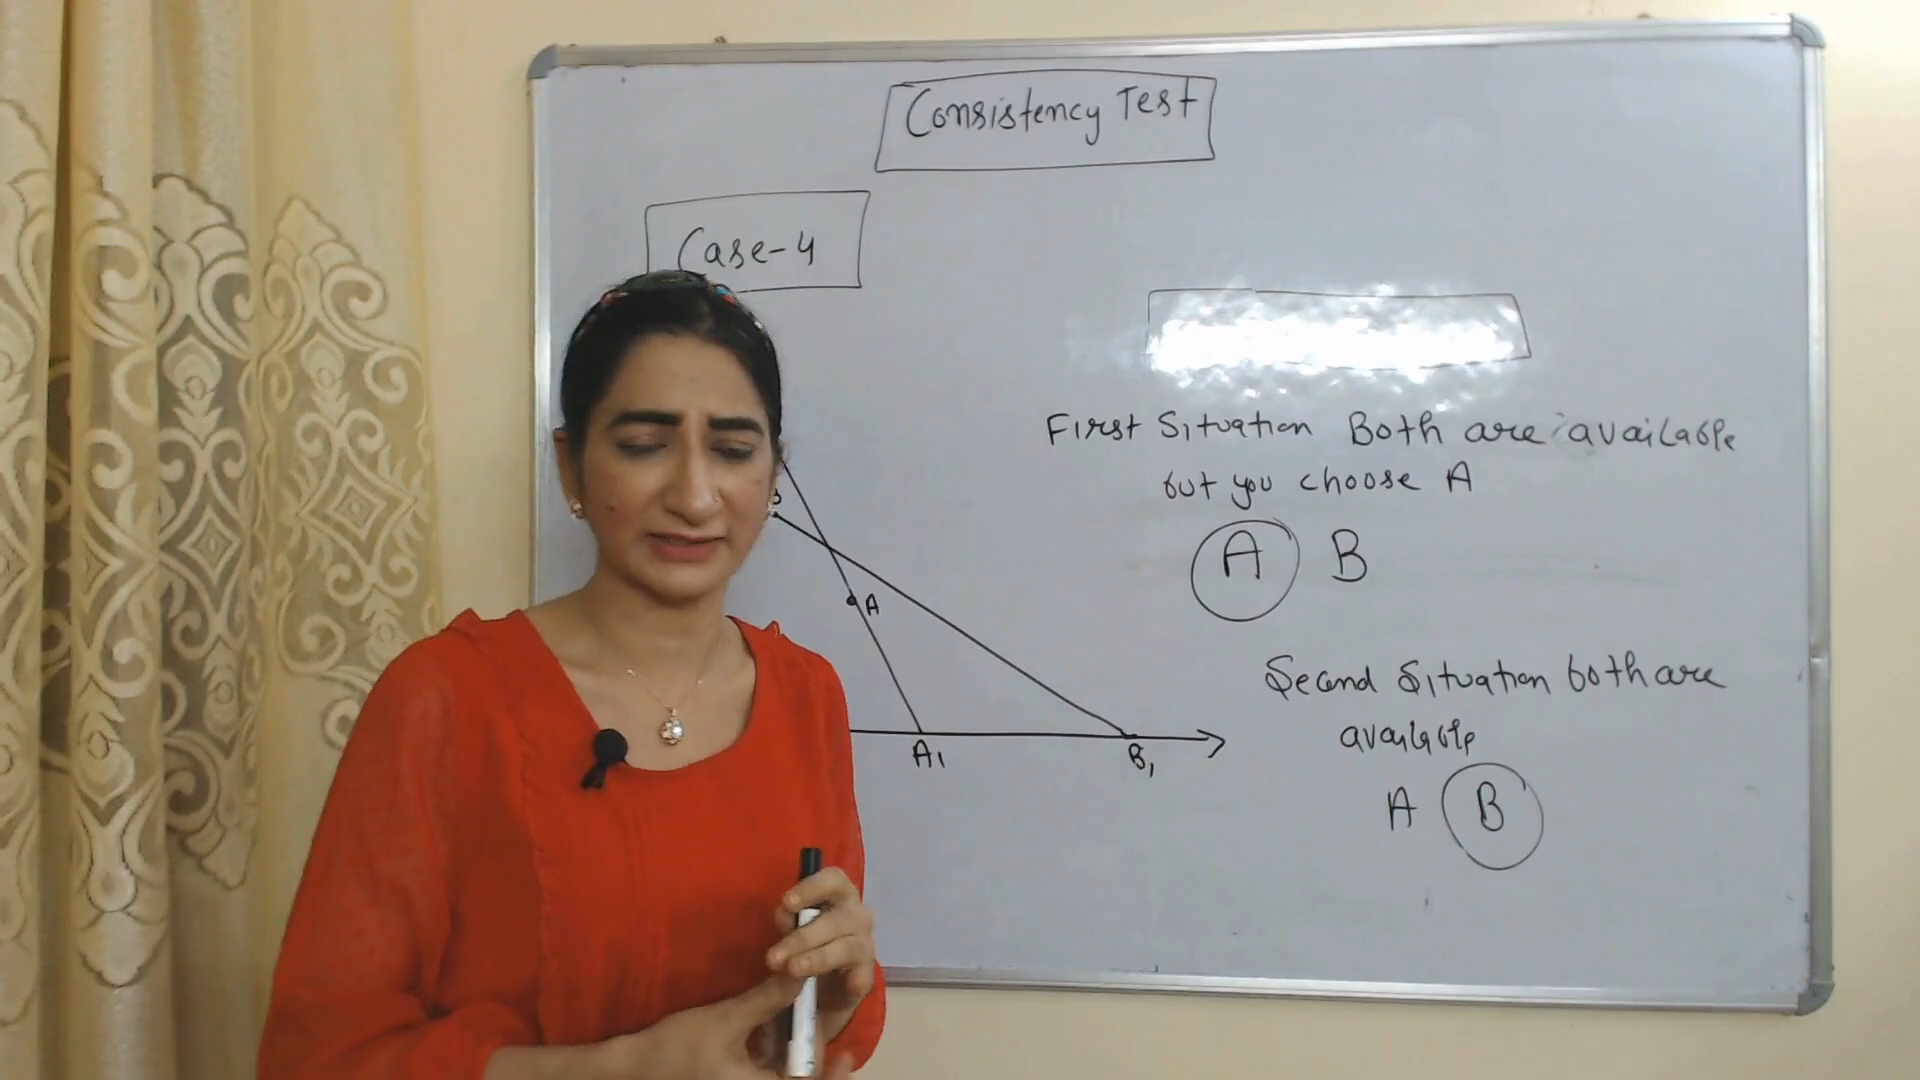 Consistency Test
Case-4
First Situation Both are available
but you choose A
A B
A
Second Situation both are
available
A B
A1 B1